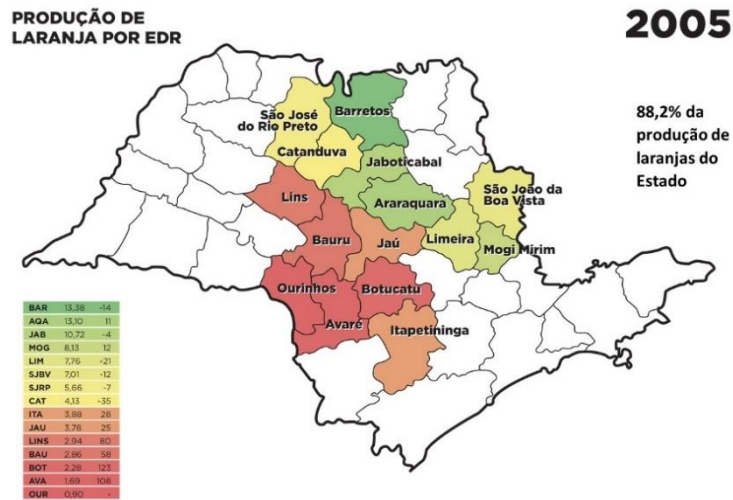 PRODUÇÃO DE
LARANJA POR EDR
2005
88,2% da
produção de
laranjas do
Estado
Barretos
São José
do Rio Preto
Catanduva
Jaboticabal
São João da
Boa Vista
Lins
Araraquara
Bauru
Jaú
Limeira
Mogi Mirim
Ourinhos
Botucatu
Avaré
Itapetininga
BAR 13,38 -14
AQA 13,10 11
JAB 10,72 -4
MOG 8,13 12
LIM 7,76 -21
SJBV 7,01 -12
SJRP 5,66 -7
CAT 4,13 -35
ITA 3,88 28
JAU 3,78 25
LINS 2,94 80
BAU 2,86 58
BOT 2,28 123
AVA 1,69 108
OUR 0,90 -